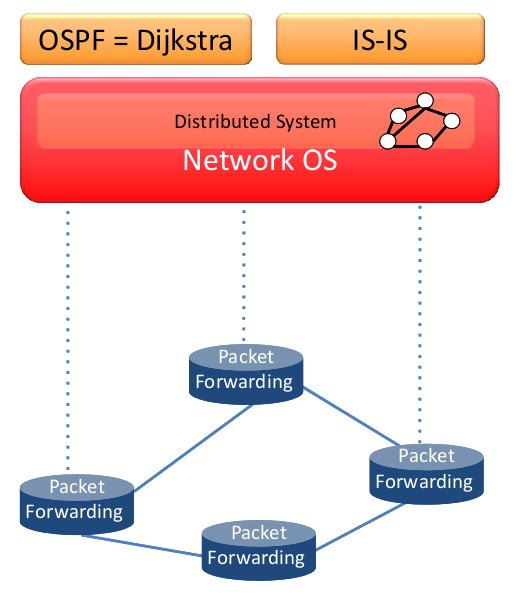 OSPF = Dijkstra
IS-IS
Distributed System
Network OS
Packet
Forwarding
Packet
Forwarding
Packet
Forwarding
Packet
Forwarding